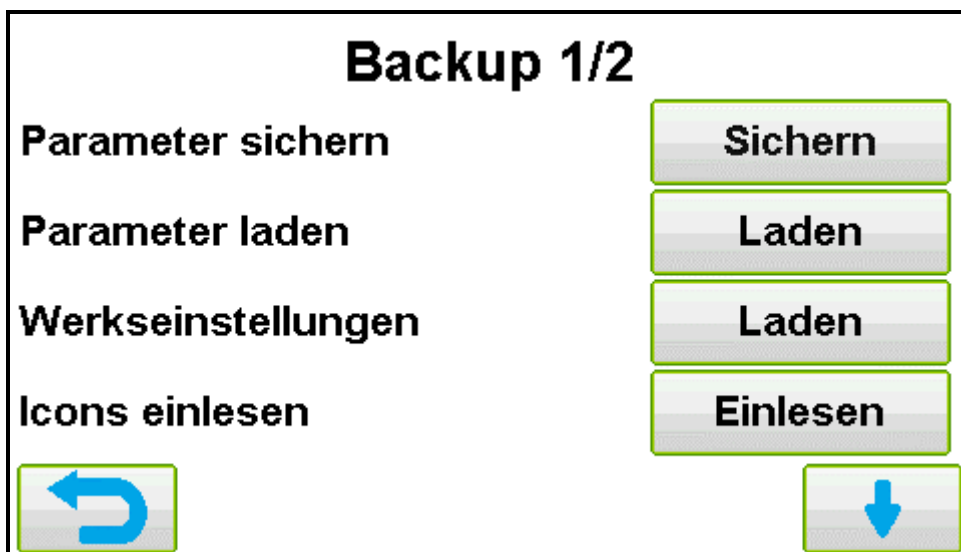 Backup 1/2
Parameter sichern Sichern
Parameter laden Laden
Werkseinstellungen Laden
Icons einlesen Einlesen